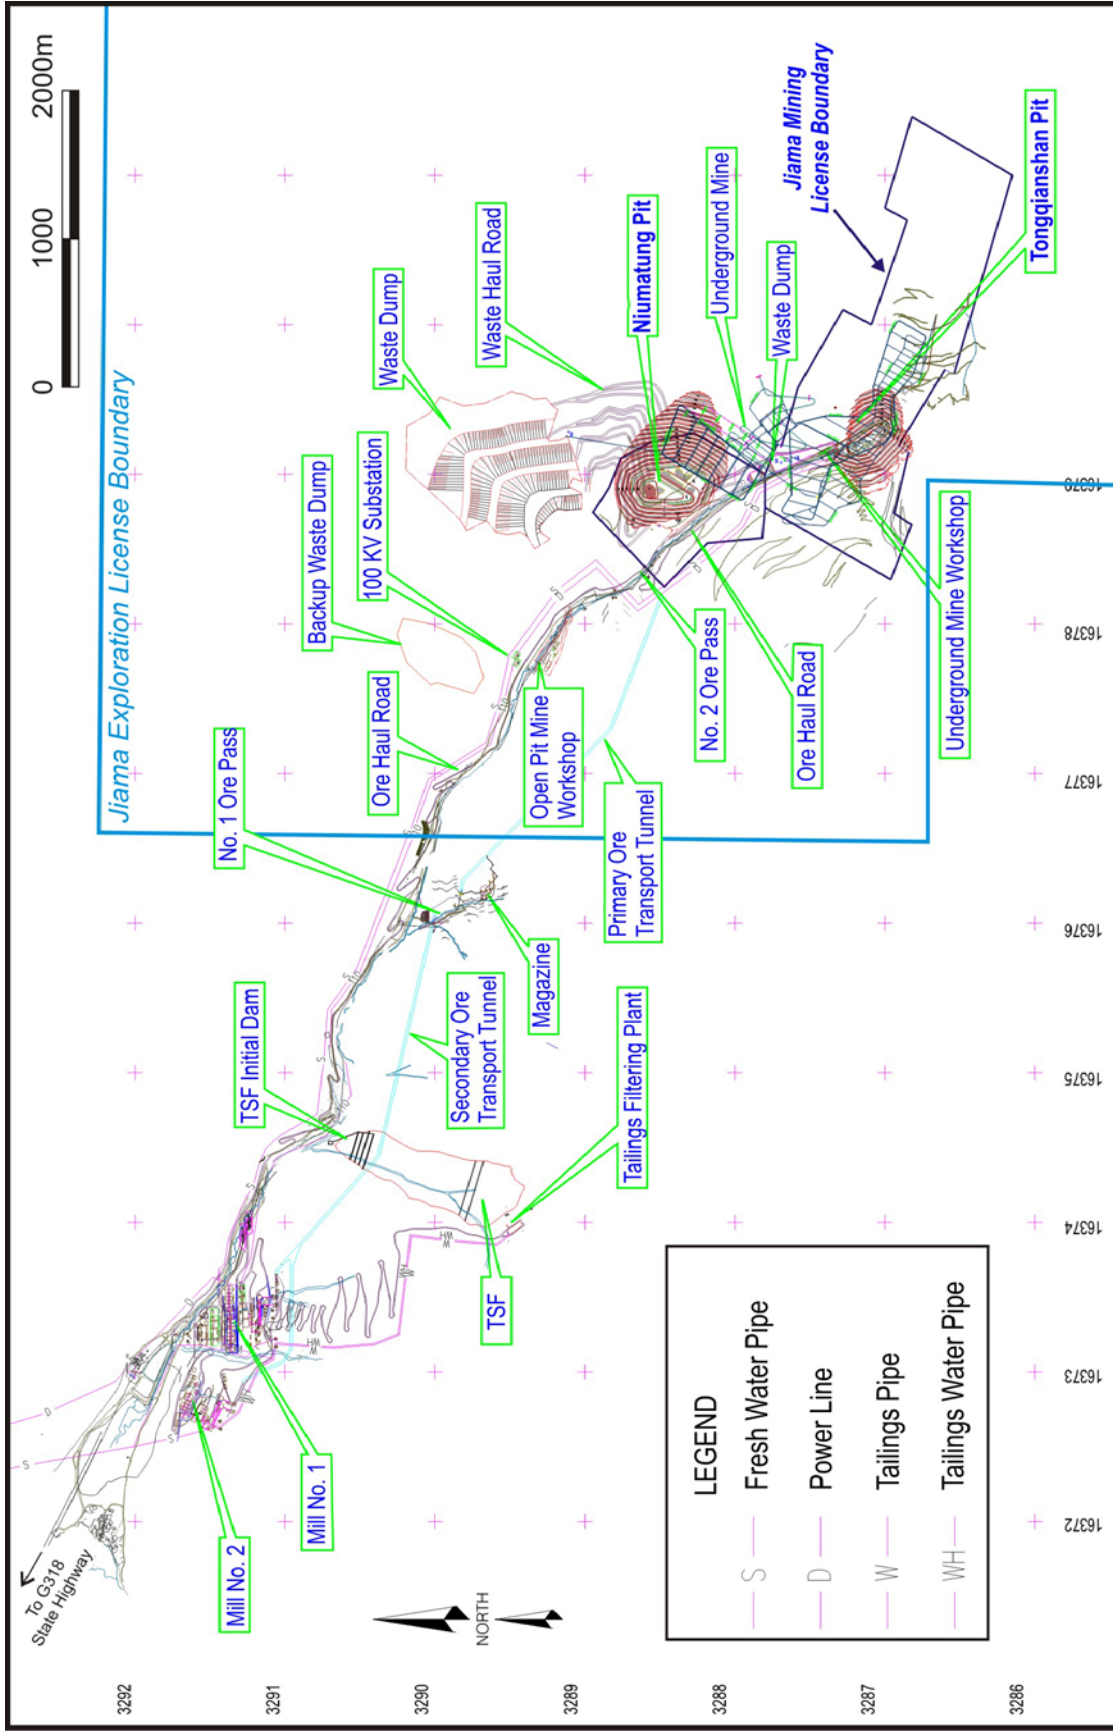 To G318
State Highway
0 1000 2000m
Jiama Exploration License Boundary
3292
Mill No. 2
Mill No. 1
TSF Initial Dam
No. 1 Ore Pass
Backup Waste Dump
100 KV Substation
Ore Haul Road
Waste Dump
Waste Haul Road
3291
3290
NORTH
Secondary Ore
Transport Tunnel
TSF
Magazine
Open Pit Mine
Workshop
3289
Tailings Filtering Plant
Primary Ore
Transport Tunnel
Niumatung Pit
Underground Mine
Waste Dump
No. 2 Ore Pass
3288
Jiama Mining
License Boundary
Ore Haul Road
3287
Underground Mine Workshop
Tongqianshan Pit
3286
LEGEND
S Fresh Water Pipe
D Power Line
W Tailings Pipe
WH Tailings Water Pipe
16372
16373
16374
16375
16376
16377
16378
16379